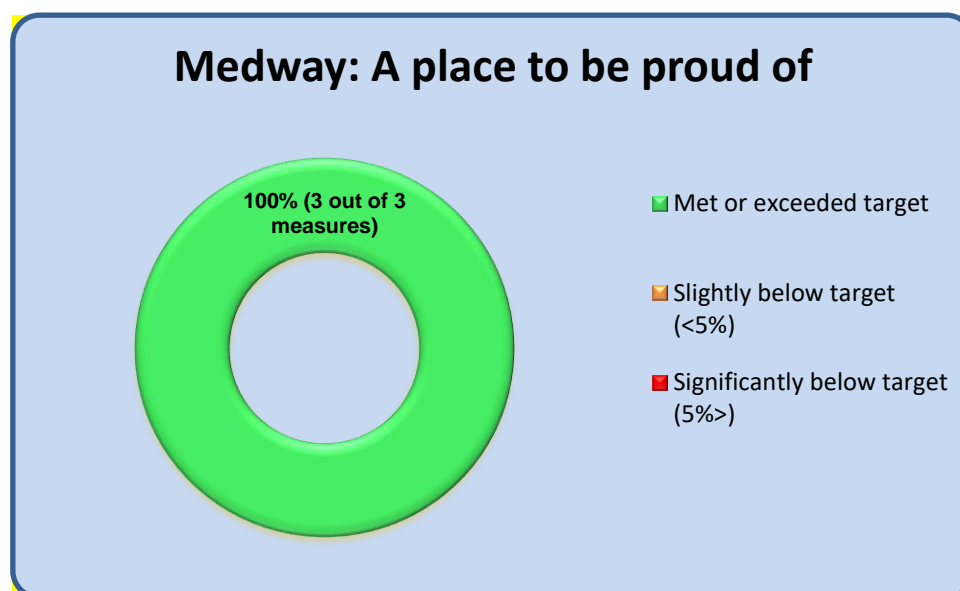 Medway: A place to be proud of
100% (3 out of 3
measures)
Met or exceeded target
Slightly below target
(<5%)
Significantly below target
(5%>)